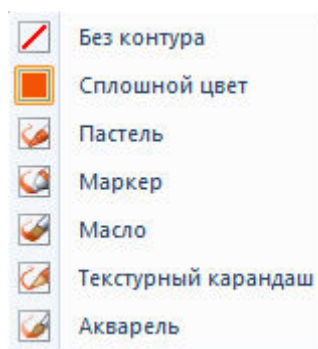 Без контура
Сплошной цвет
Пастель
Маркер
Масло
Текстурный карандаш
Акварель